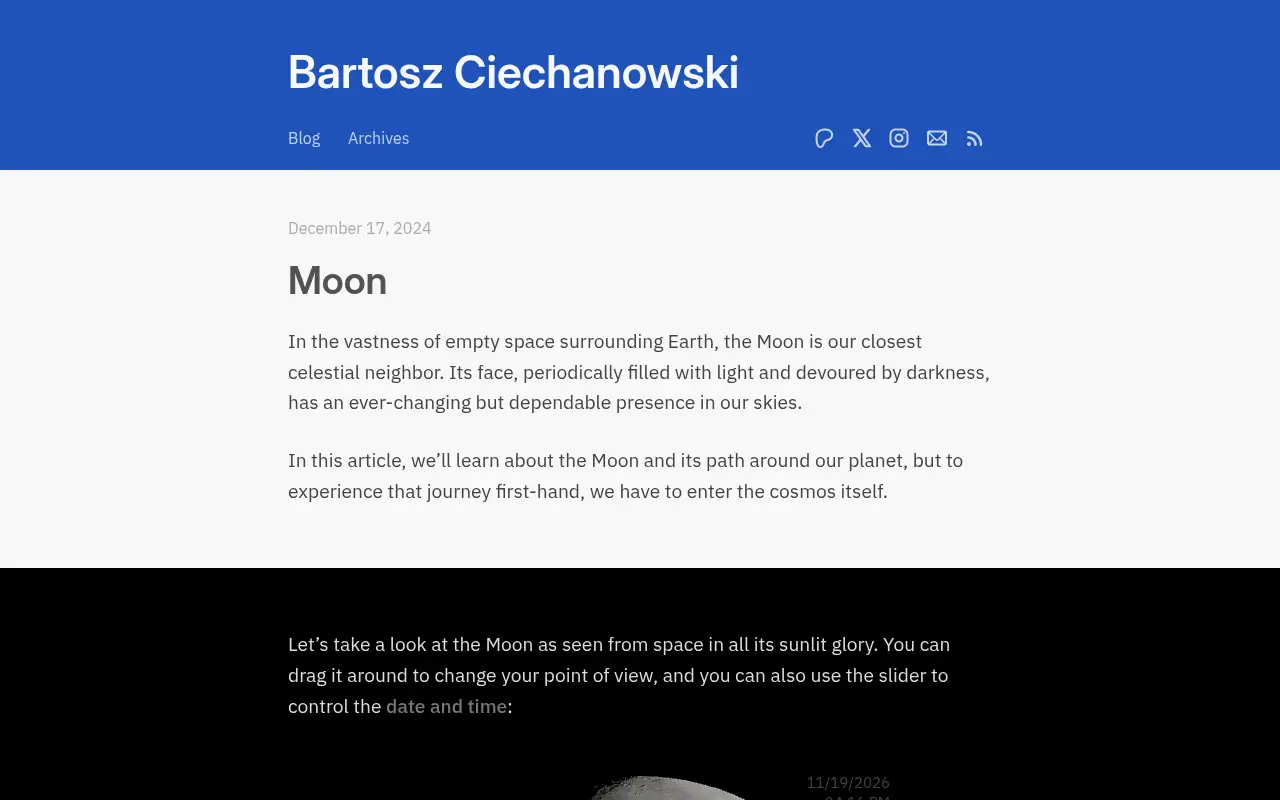 Bartosz Ciechanowski
Blog
Archives
December 17, 2024
Moon
In the vastness of empty space surrounding Earth, the Moon is our closest
celestial neighbor. Its face, periodically filled with light and devoured by darkness,
has an ever-changing but dependable presence in our skies.
In this article, we’ll learn about the Moon and its path around our planet, but to
experience that journey first-hand, we have to enter the cosmos itself.
Let’s take a look at the Moon as seen from space in all its sunlit glory. You can
drag it around to change your point of view, and you can also use the slider to
control the date and time:
11/19/2026